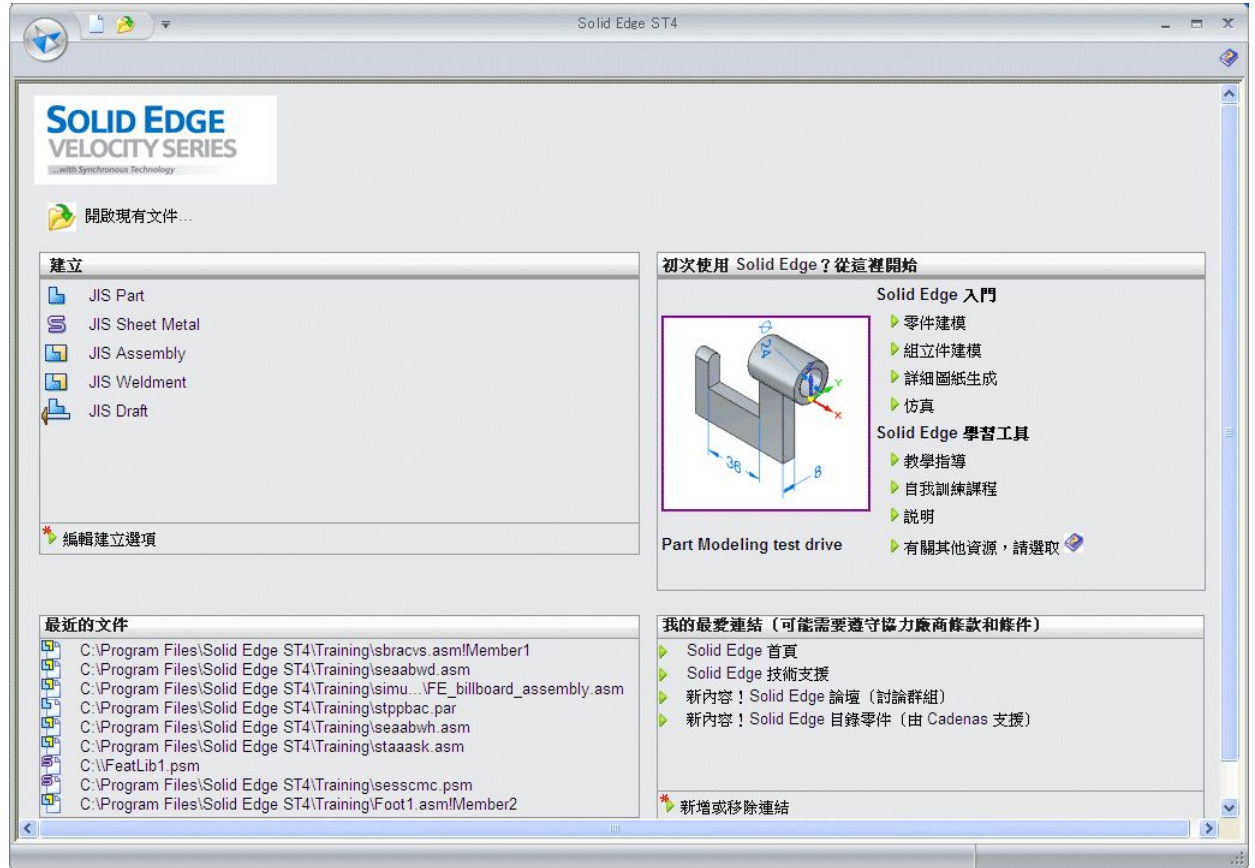 Solid Edge ST4
SOLID EDGE
VELOCITY SERIES
...with Synchronous Technology
開啟現有文件...
建立
JIS Part
JIS Sheet Metal
JIS Assembly
JIS Weldment
JIS Draft
編輯建立選項
初次使用 Solid Edge？從這裡開始
Solid Edge 入門
零件建模
組立件建模
詳細圖紙生成
仿真
Solid Edge 學習工具
教學指導
自我訓練課程
說明
有關其他資源，請選取
24
Y
X
38
8
Part Modeling test drive
最近的文件
C:\Program Files\Solid Edge ST4\Training\sbracvs.asm!Member1
C:\Program Files\Solid Edge ST4\Training\seaabwd.asm
C:\Program Files\Solid Edge ST4\Training\simu...\FE_billboard_assembly.asm
C:\Program Files\Solid Edge ST4\Training\stppbac.par
C:\Program Files\Solid Edge ST4\Training\seaabwh.asm
C:\Program Files\Solid Edge ST4\Training\staaask.asm
C:\\FeatLib1.psm
C:\Program Files\Solid Edge ST4\Training\sesscmc.psm
C:\Program Files\Solid Edge ST4\Training\Foot1.asm!Member2
我的最愛連結（可能需要遵守協力廠商條款和條件）
Solid Edge 首頁
Solid Edge 技術支援
新內容！Solid Edge 論壇（討論群組）
新內容！Solid Edge 目錄零件（由 Cadenas 支援）
新增或移除連結